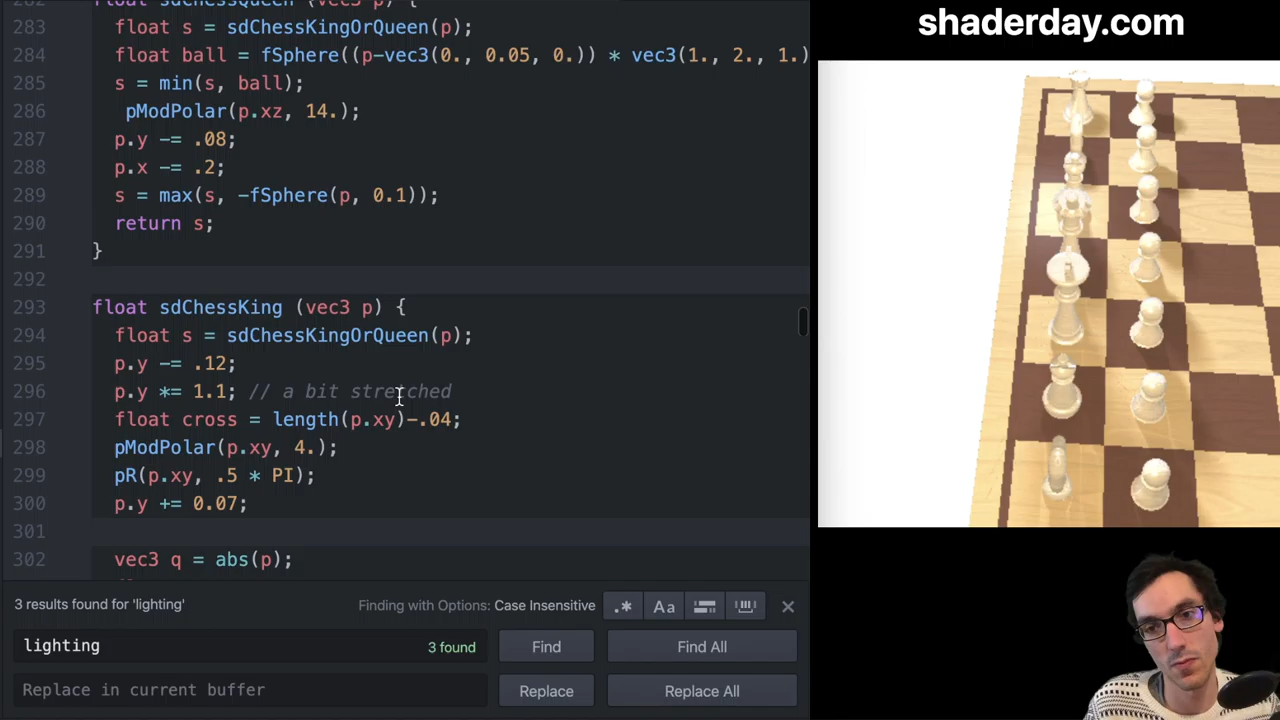 float sdChessQueen (vec3 p) {
283 float s = sdChessKingOrQueen(p);
284 float ball = fSphere((p-vec3(0., 0.05, 0.)) * vec3(1., 2., 1.)
285 s = min(s, ball);
286 pModPolar(p.xz, 14.);
287 p.y -= .08;
288 p.x -= .2;
289 s = max(s, -fSphere(p, 0.1));
290 return s;
291 }
292
293 float sdChessKing (vec3 p) {
294 float s = sdChessKingOrQueen(p);
295 p.y -= .12;
296 p.y *= 1.1; // a bit stretched
297 float cross = length(p.xy)-.04;
298 pModPolar(p.xy, 4.);
299 pR(p.xy, .5 * PI);
300 p.y += 0.07;
301
302 vec3 q = abs(p);
3 results found for 'lighting'
Finding with Options: Case Insensitive
.*
Aa
lighting
3 found
Find
Find All
Replace in current buffer
Replace
Replace All
shaderday.com